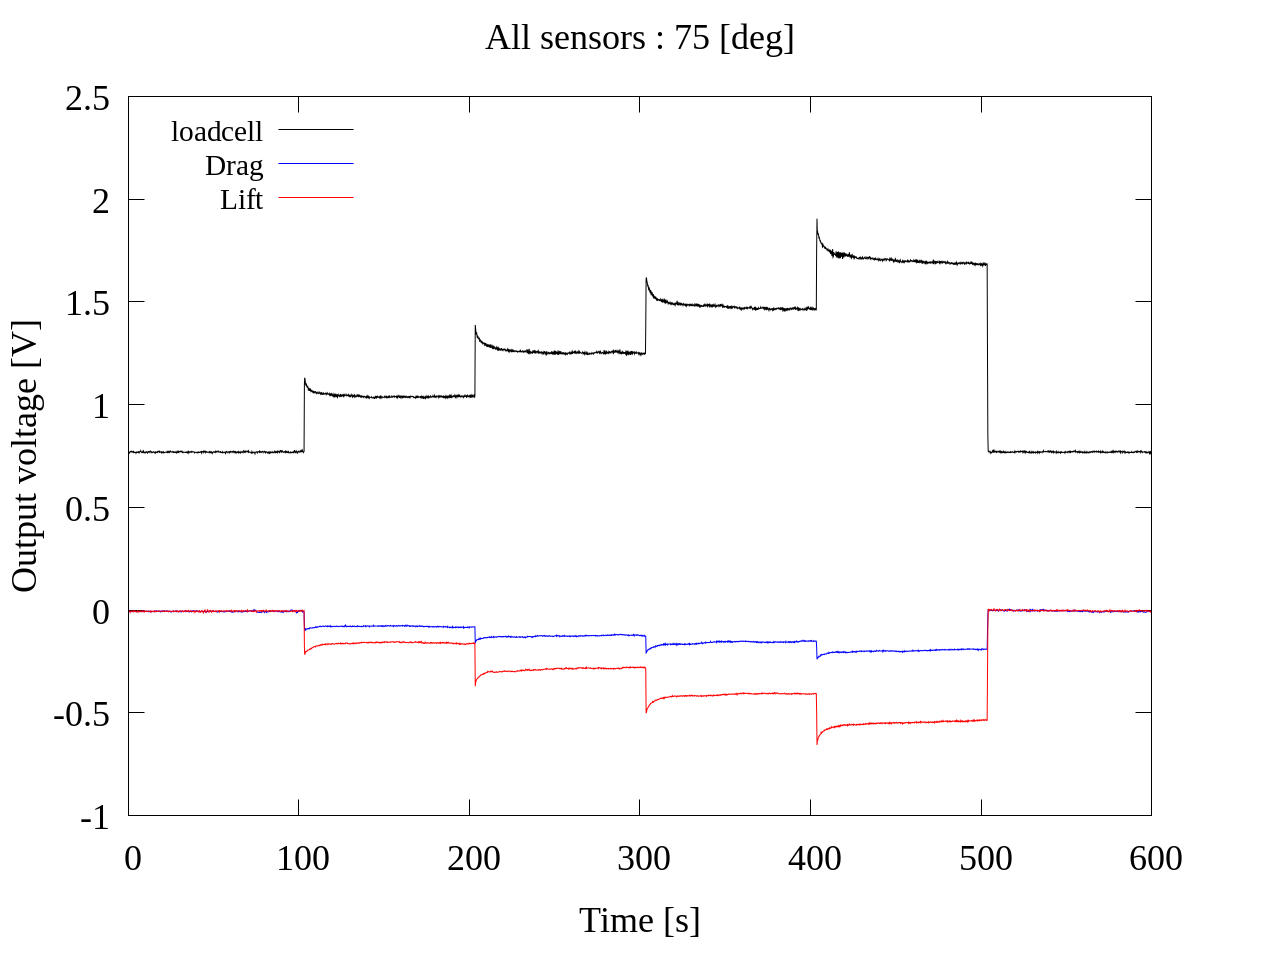 All sensors : 75 [deg]
2.5
loadcell
Drag
Lift
2
1.5
1
0.5
0
-0.5
-1
Output voltage [V]
0 100 200 300 400 500 600
Time [s]